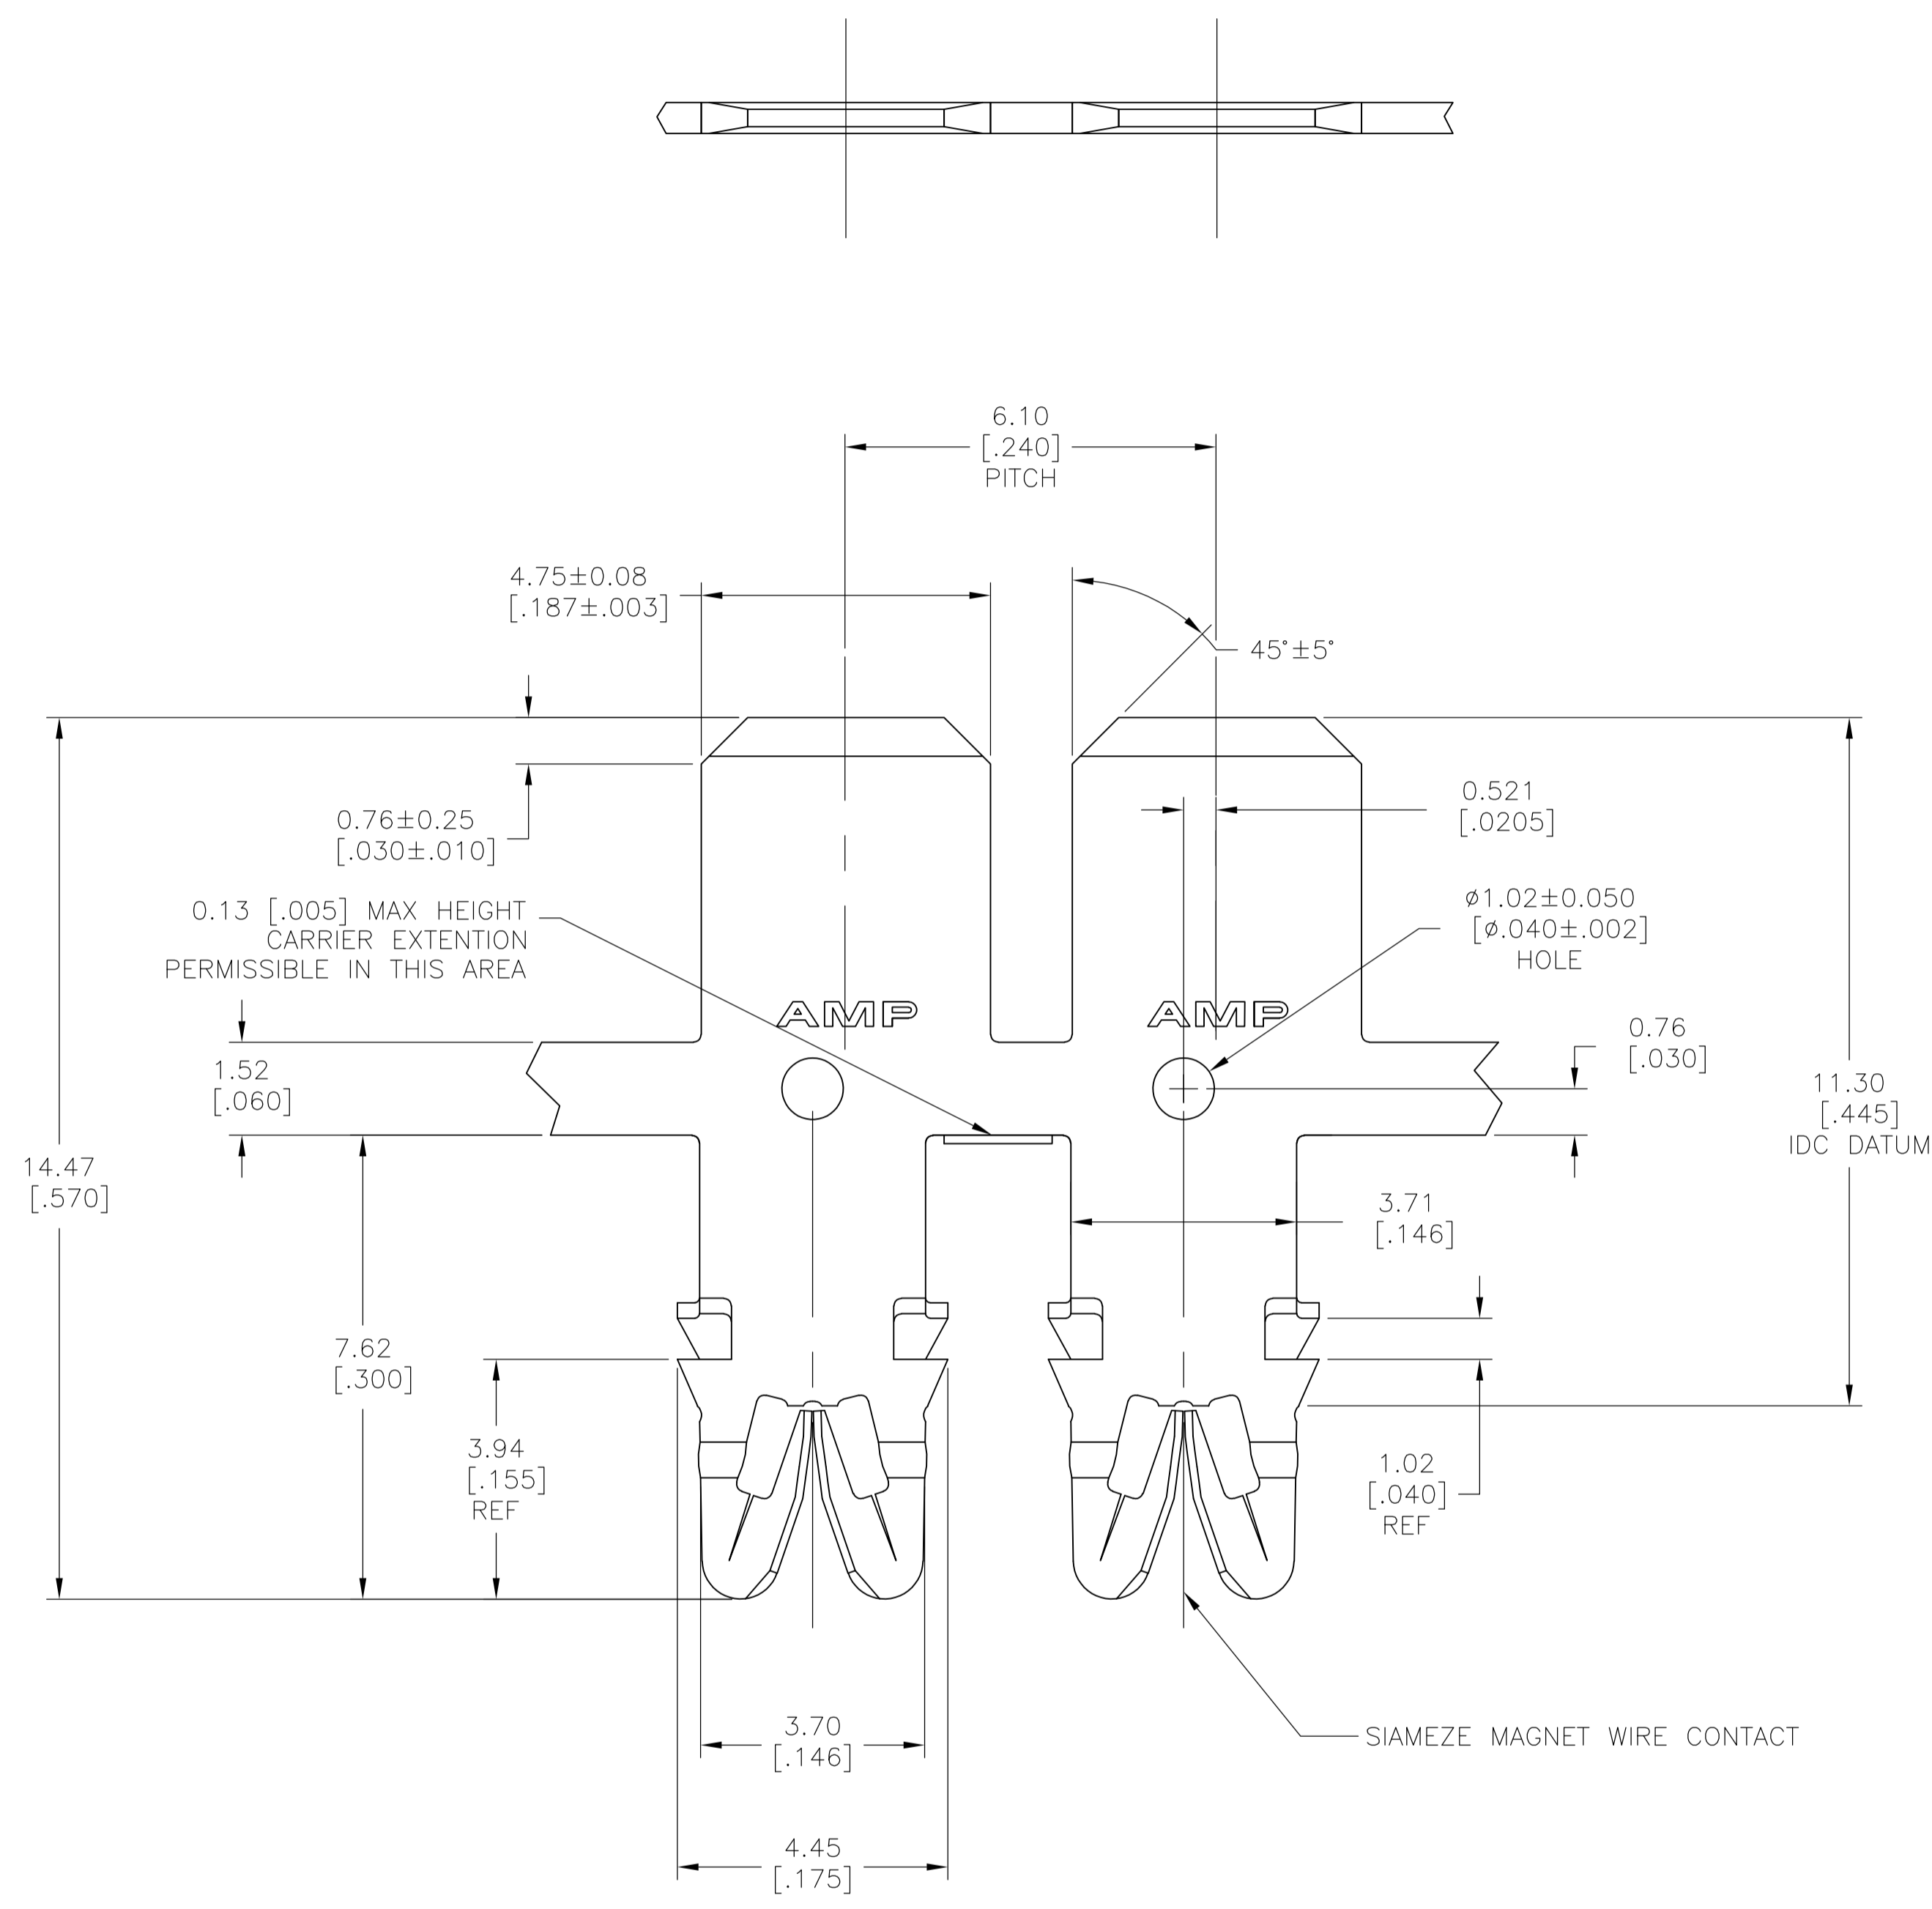 6.10
[.240]
PITCH
4.75±0.08
[.187±.003]
45°±5°
0.76±0.25
[.030±.010]
0.521
[.0205]
0.13 [.005] MAX HEIGHT
CARRIER EXTENTION
PERMISSIBLE IN THIS AREA
ø1.02±0.050
[ø.040±.002]
HOLE
AMP
AMP
0.76
[.030]
1.52
[.060]
11.30
[.445]
IDC DATUM
14.47
[.570]
3.71
[.146]
7.62
[.300]
3.94
[.155]
REF
1.02
[.040]
REF
3.70
[.146]
SIAMEZE MAGNET WIRE CONTACT
4.45
[.175]